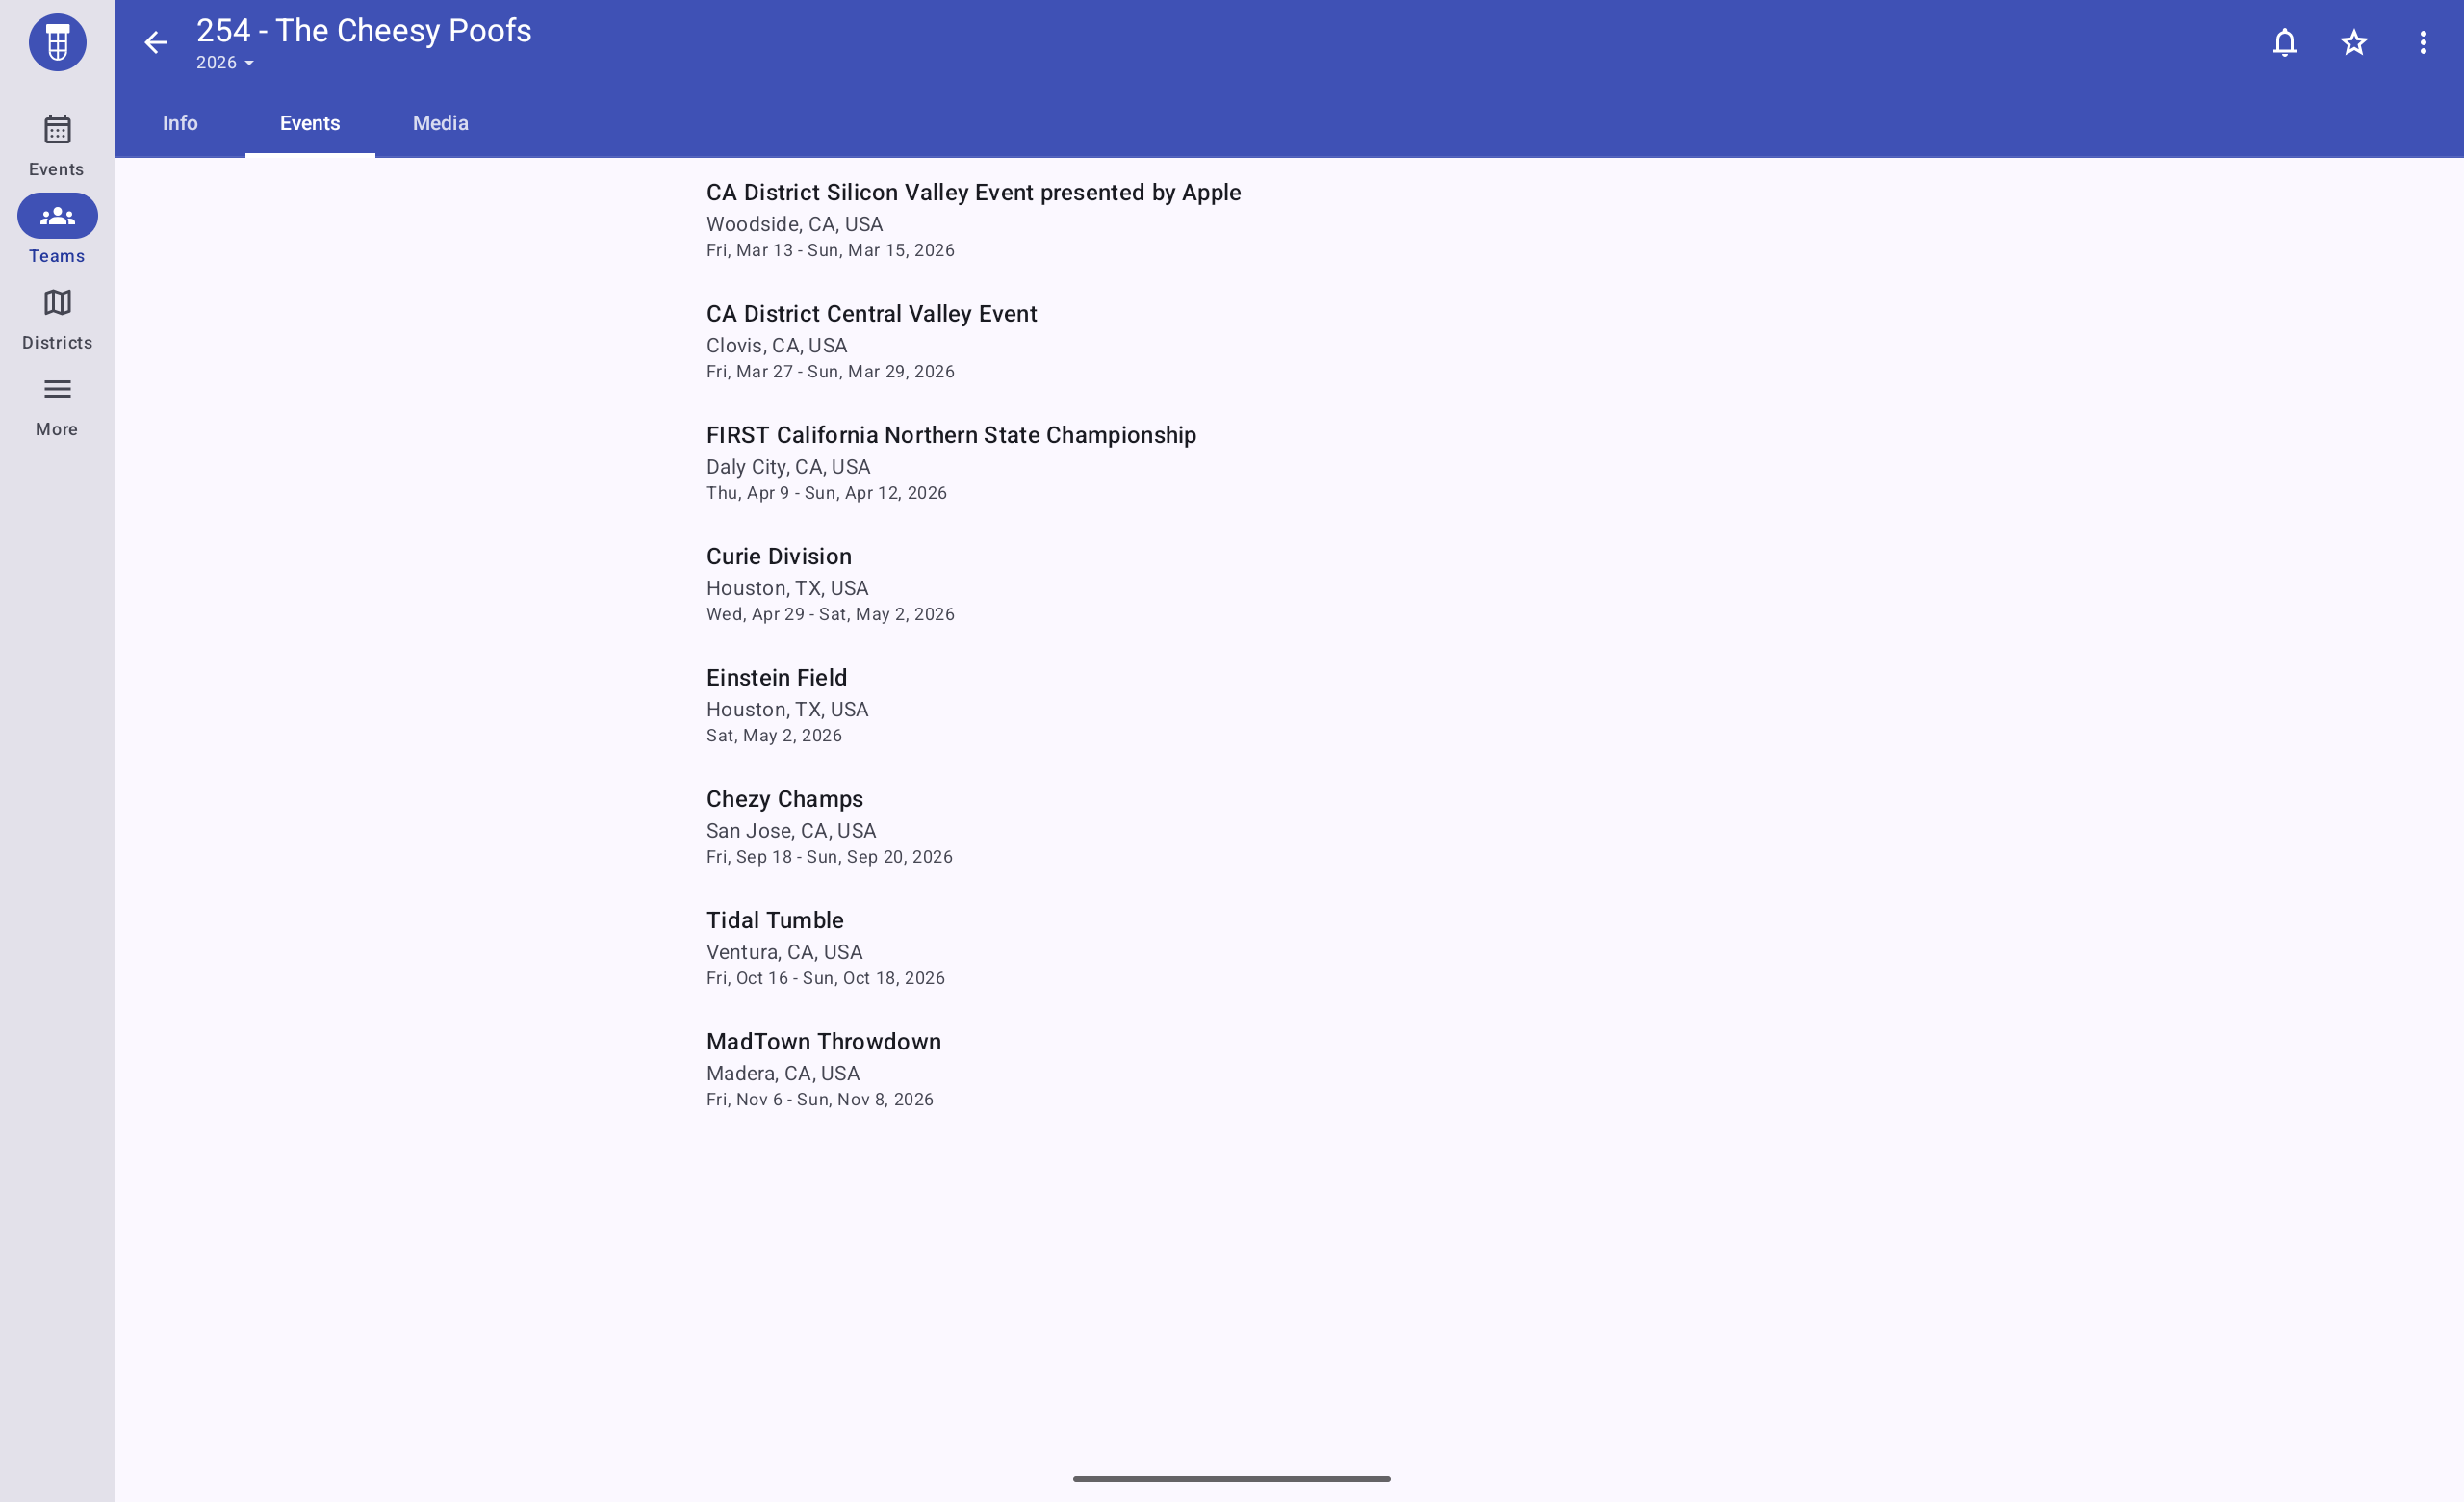 254 - The Cheesy Poofs
2026
Info
Events
Media
Events
Teams
Districts
More
CA District Silicon Valley Event presented by Apple
Woodside, CA, USA
Fri, Mar 13 - Sun, Mar 15, 2026
CA District Central Valley Event
Clovis, CA, USA
Fri, Mar 27 - Sun, Mar 29, 2026
FIRST California Northern State Championship
Daly City, CA, USA
Thu, Apr 9 - Sun, Apr 12, 2026
Curie Division
Houston, TX, USA
Wed, Apr 29 - Sat, May 2, 2026
Einstein Field
Houston, TX, USA
Sat, May 2, 2026
Chezy Champs
San Jose, CA, USA
Fri, Sep 18 - Sun, Sep 20, 2026
Tidal Tumble
Ventura, CA, USA
Fri, Oct 16 - Sun, Oct 18, 2026
MadTown Throwdown
Madera, CA, USA
Fri, Nov 6 - Sun, Nov 8, 2026